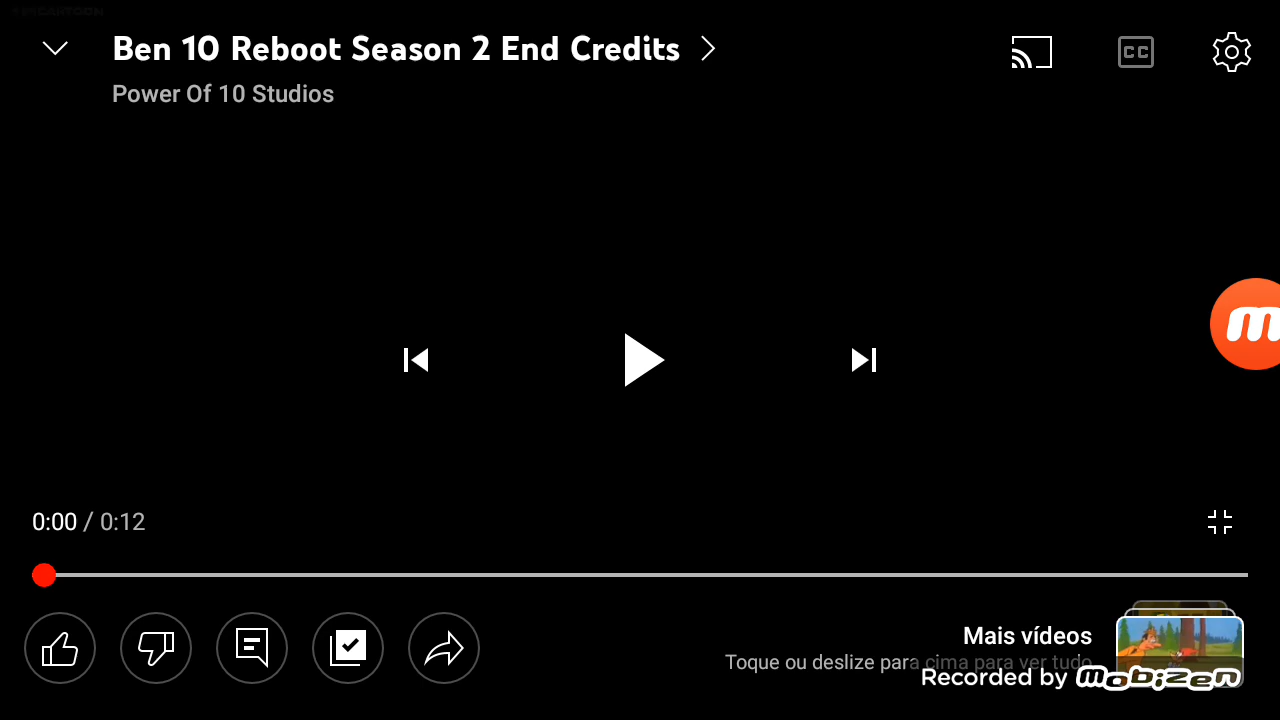 Ben 10 Reboot Season 2 End Credits
Power Of 10 Studios
CC
m
0:00 / 0:12
Mais vídeos
Toque ou deslize para cima para ver tudo
Recorded by mobizen